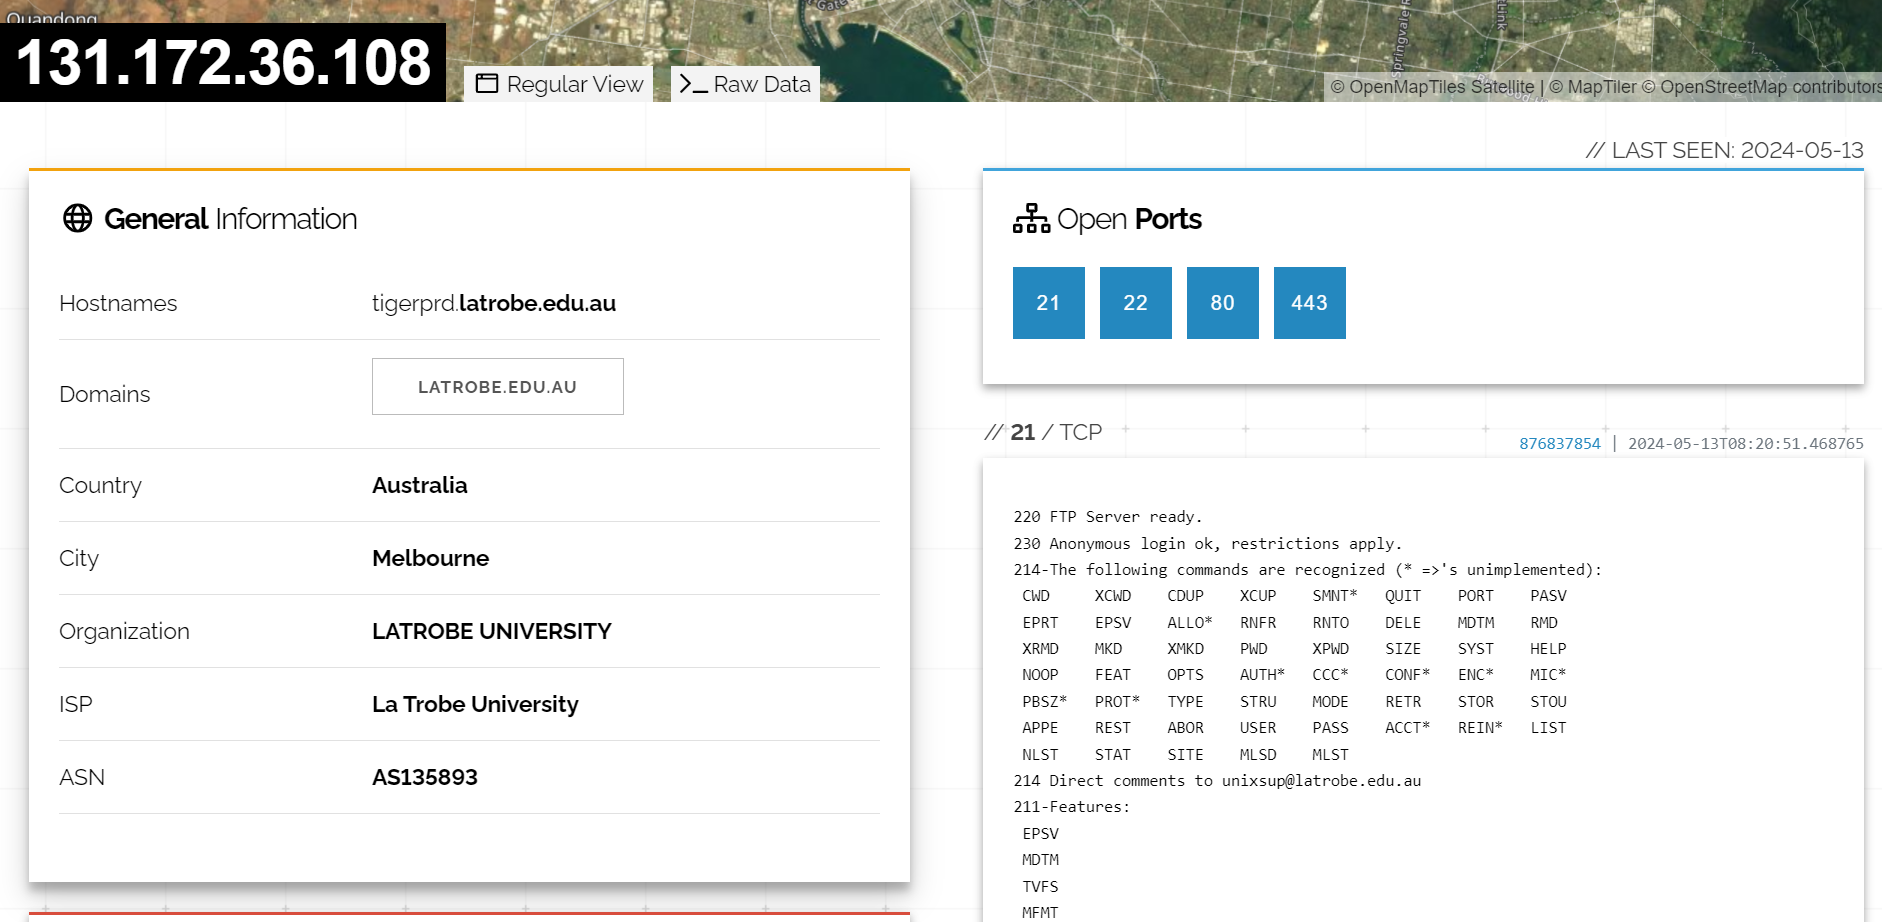 Quandong
131.172.36.108
Regular View
Raw Data
© OpenMapTiles Satellite | © MapTiler © OpenStreetMap contributors
// LAST SEEN: 2024-05-13
General Information
Hostnames tigerprd.latrobe.edu.au
Domains LATROBE.EDU.AU
Country Australia
City Melbourne
Organization LATROBE UNIVERSITY
ISP La Trobe University
ASN AS135893
Open Ports
21 22 80 443
// 21 / TCP
876837854 | 2024-05-13T08:20:51.468765
220 FTP Server ready.
230 Anonymous login ok, restrictions apply.
214-The following commands are recognized (* =>'s unimplemented):
CWD XCWD CDUP XCUP SMNT* QUIT PORT PASV
EPRT EPSV ALLO* RNFR RNTO DELE MDTM RMD
XRMD MKD XMKD PWD XPWD SIZE SYST HELP
NOOP FEAT OPTS AUTH* CCC* CONF* ENC* MIC*
PBSZ* PROT* TYPE STRU MODE RETR STOR STOU
APPE REST ABOR USER PASS ACCT* REIN* LIST
NLST STAT SITE MLSD MLST
214 Direct comments to unixsup@latrobe.edu.au
211-Features:
EPSV
MDTM
TVFS
MFMT